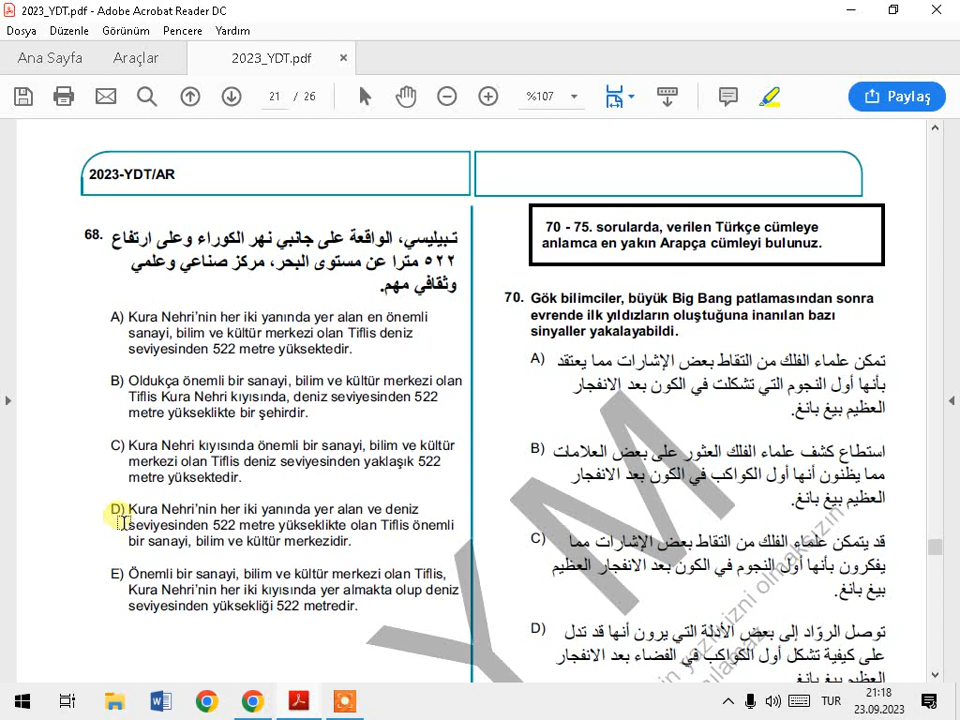 2023_YDT.pdf - Adobe Acrobat Reader DC
Dosya Düzenle Görünüm Pencere Yardım
Ana Sayfa Araçlar 2023_YDT.pdf
21 / 26 %107 Paylaş
2023-YDT/AR
68. تـبيليسي، الواقعة على جانبي نهر الكوراء وعلى ارتفاع
٥٢٢ مترا عن مستوى البحر، مركز صناعي وعلمي
وثقافي مهم.
A) Kura Nehri’nin her iki yanında yer alan en önemli
sanayi, bilim ve kültür merkezi olan Tiflis deniz
seviyesinden 522 metre yüksektedir.
B) Oldukça önemli bir sanayi, bilim ve kültür merkezi olan
Tiflis Kura Nehri kıyısında, deniz seviyesinden 522
metre yükseklikte bir şehirdir.
C) Kura Nehri kıyısında önemli bir sanayi, bilim ve kültür
merkezi olan Tiflis deniz seviyesinden yaklaşık 522
metre yüksektedir.
D) Kura Nehri’nin her iki yanında yer alan ve deniz
seviyesinden 522 metre yükseklikte olan Tiflis önemli
bir sanayi, bilim ve kültür merkezidir.
E) Önemli bir sanayi, bilim ve kültür merkezi olan Tiflis,
Kura Nehri’nin her iki kıyısında yer almakta olup deniz
seviyesinden yüksekliği 522 metredir.
70 - 75. sorularda, verilen Türkçe cümleye
anlamca en yakın Arapça cümleyi bulunuz.
70. Gök bilimciler, büyük Big Bang patlamasından sonra
evrende ilk yıldızların oluştuğuna inanılan bazı
sinyaller yakalayabildi.
A) تمكن علماء الفلك من التقاط بعض الإشارات مما يعتقد
بأنها أول النجوم التي تشكلت في الكون بعد الانفجار
العظيم بيغ بانغ.
B) استطاع كشف علماء الفلك العثور على بعض العلامات
مما يظنون أنها أول الكواكب في الكون بعد الانفجار
العظيم بيغ بانغ.
C) قد يتمكن علماء الفلك من التقاط بعض الإشارات مما
يفكرون بأنها أول النجوم في الكون بعد الانفجار العظيم
بيغ بانغ.
D) توصل الروّاد إلى بعض الأدلة التي يرون أنها قد تدل
على كيفية تشكل أول الكواكب في الفضاء بعد الانفجار
العظيم بيغ بانغ.
YM
yazılı izni olmaksızın
TUR
21:18
23.09.2023